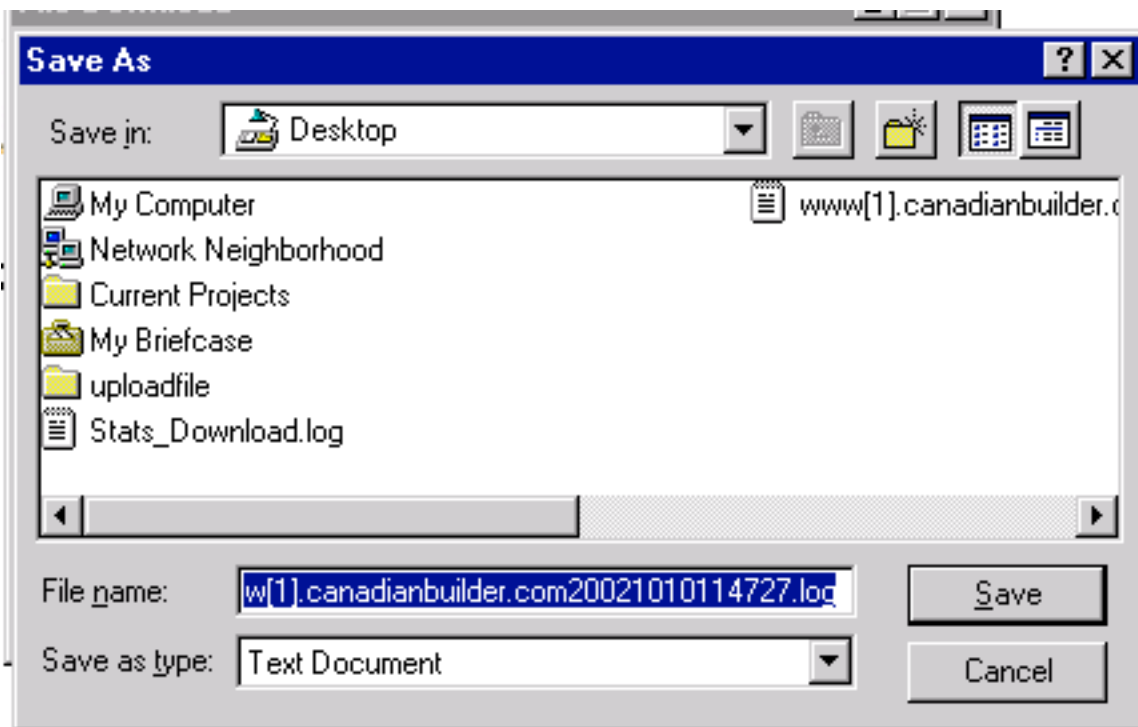 Save As
Save in: Desktop
My Computer
www[1].canadianbuilder.c
Network Neighborhood
Current Projects
My Briefcase
uploadfile
Stats_Download.log
File name: w[1].canadianbuilder.com20021010114727.log
Save
Save as type: Text Document
Cancel